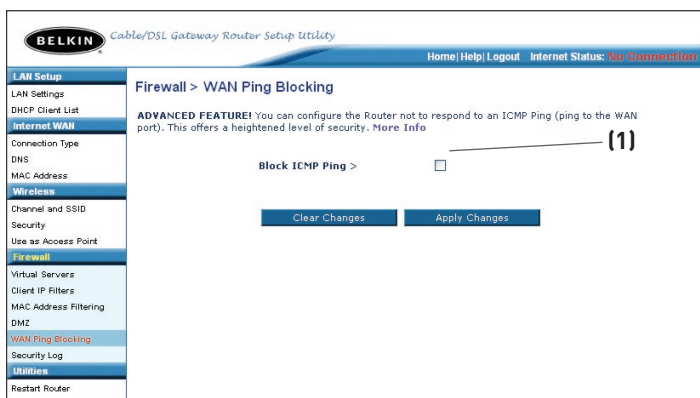 BELKIN
Cable/DSL Gateway Router Setup Utility
Home| Help| Logout Internet Status: No Connection
LAN Setup
LAN Settings
DHCP Client List
Internet WAN
Connection Type
DNS
MAC Address
Wireless
Channel and SSID
Security
Use as Access Point
Firewall
Virtual Servers
Client IP Filters
MAC Address Filtering
DMZ
WAN Ping Blocking
Security Log
Utilities
Restart Router
Firewall > WAN Ping Blocking
ADVANCED FEATURE! You can configure the Router not to respond to an ICMP Ping (ping to the WAN
port). This offers a heightened level of security. More Info
(1)
Block ICMP Ping >
Clear Changes
Apply Changes